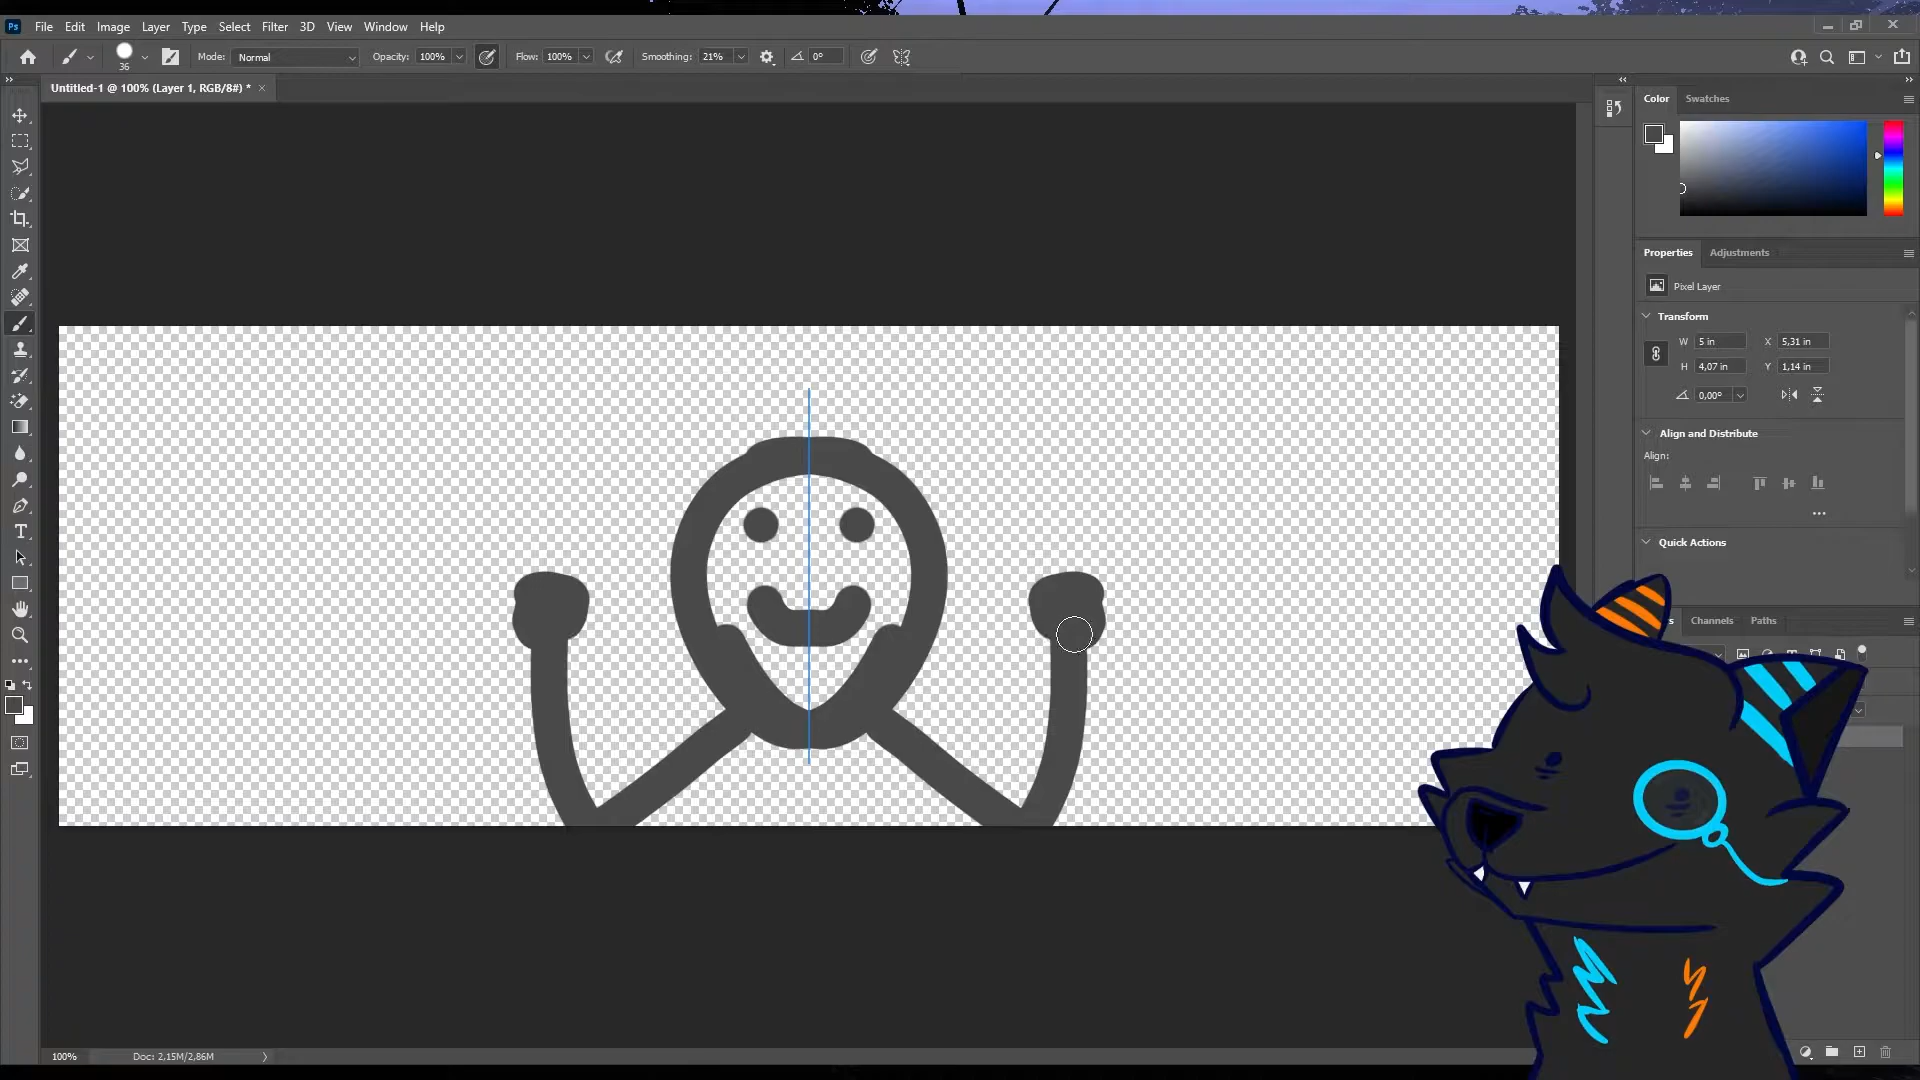 Ps File Edit Image Layer Type Select Filter 3D View Window Help
36 Mode: Normal Opacity: 100% Flow: 100% Smoothing: 21% 0°
Untitled-1 @ 100% (Layer 1, RGB/8#) *
Color Swatches
Properties Adjustments
Pixel Layer
Transform
W 5 in X 5,31 in
H 4,07 in Y 1,14 in
0,00°
Align and Distribute
Align:
Quick Actions
Channels Paths
100% Doc: 2,15M/2,86M